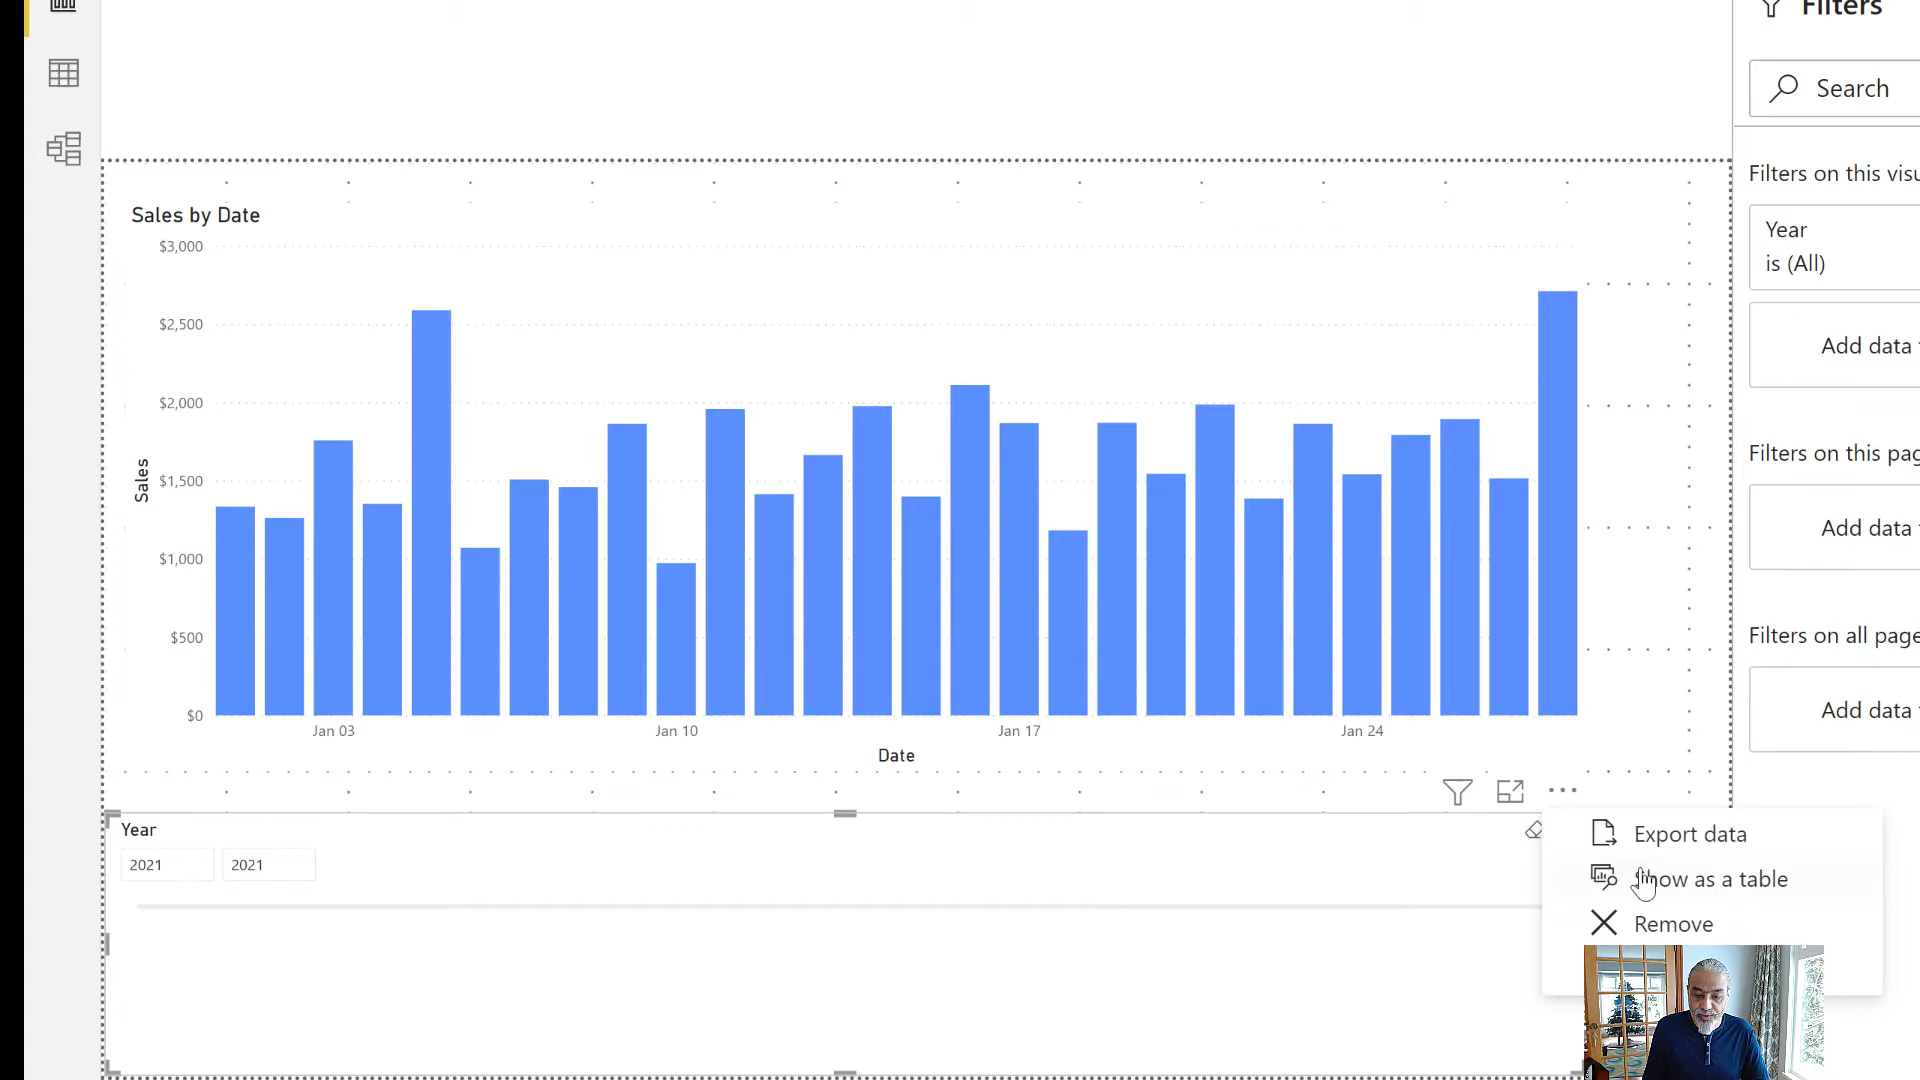 Filters
Search
Filters on this visu
Year
is (All)
Add data
Filters on this pag
Add data
Filters on all page
Add data
Sales by Date
$3,000
$2,500
$2,000
$1,500
$1,000
$500
$0
Sales
Jan 03
Jan 10
Jan 17
Jan 24
Date
Year
2021
2021
Export data
Show as a table
Remove